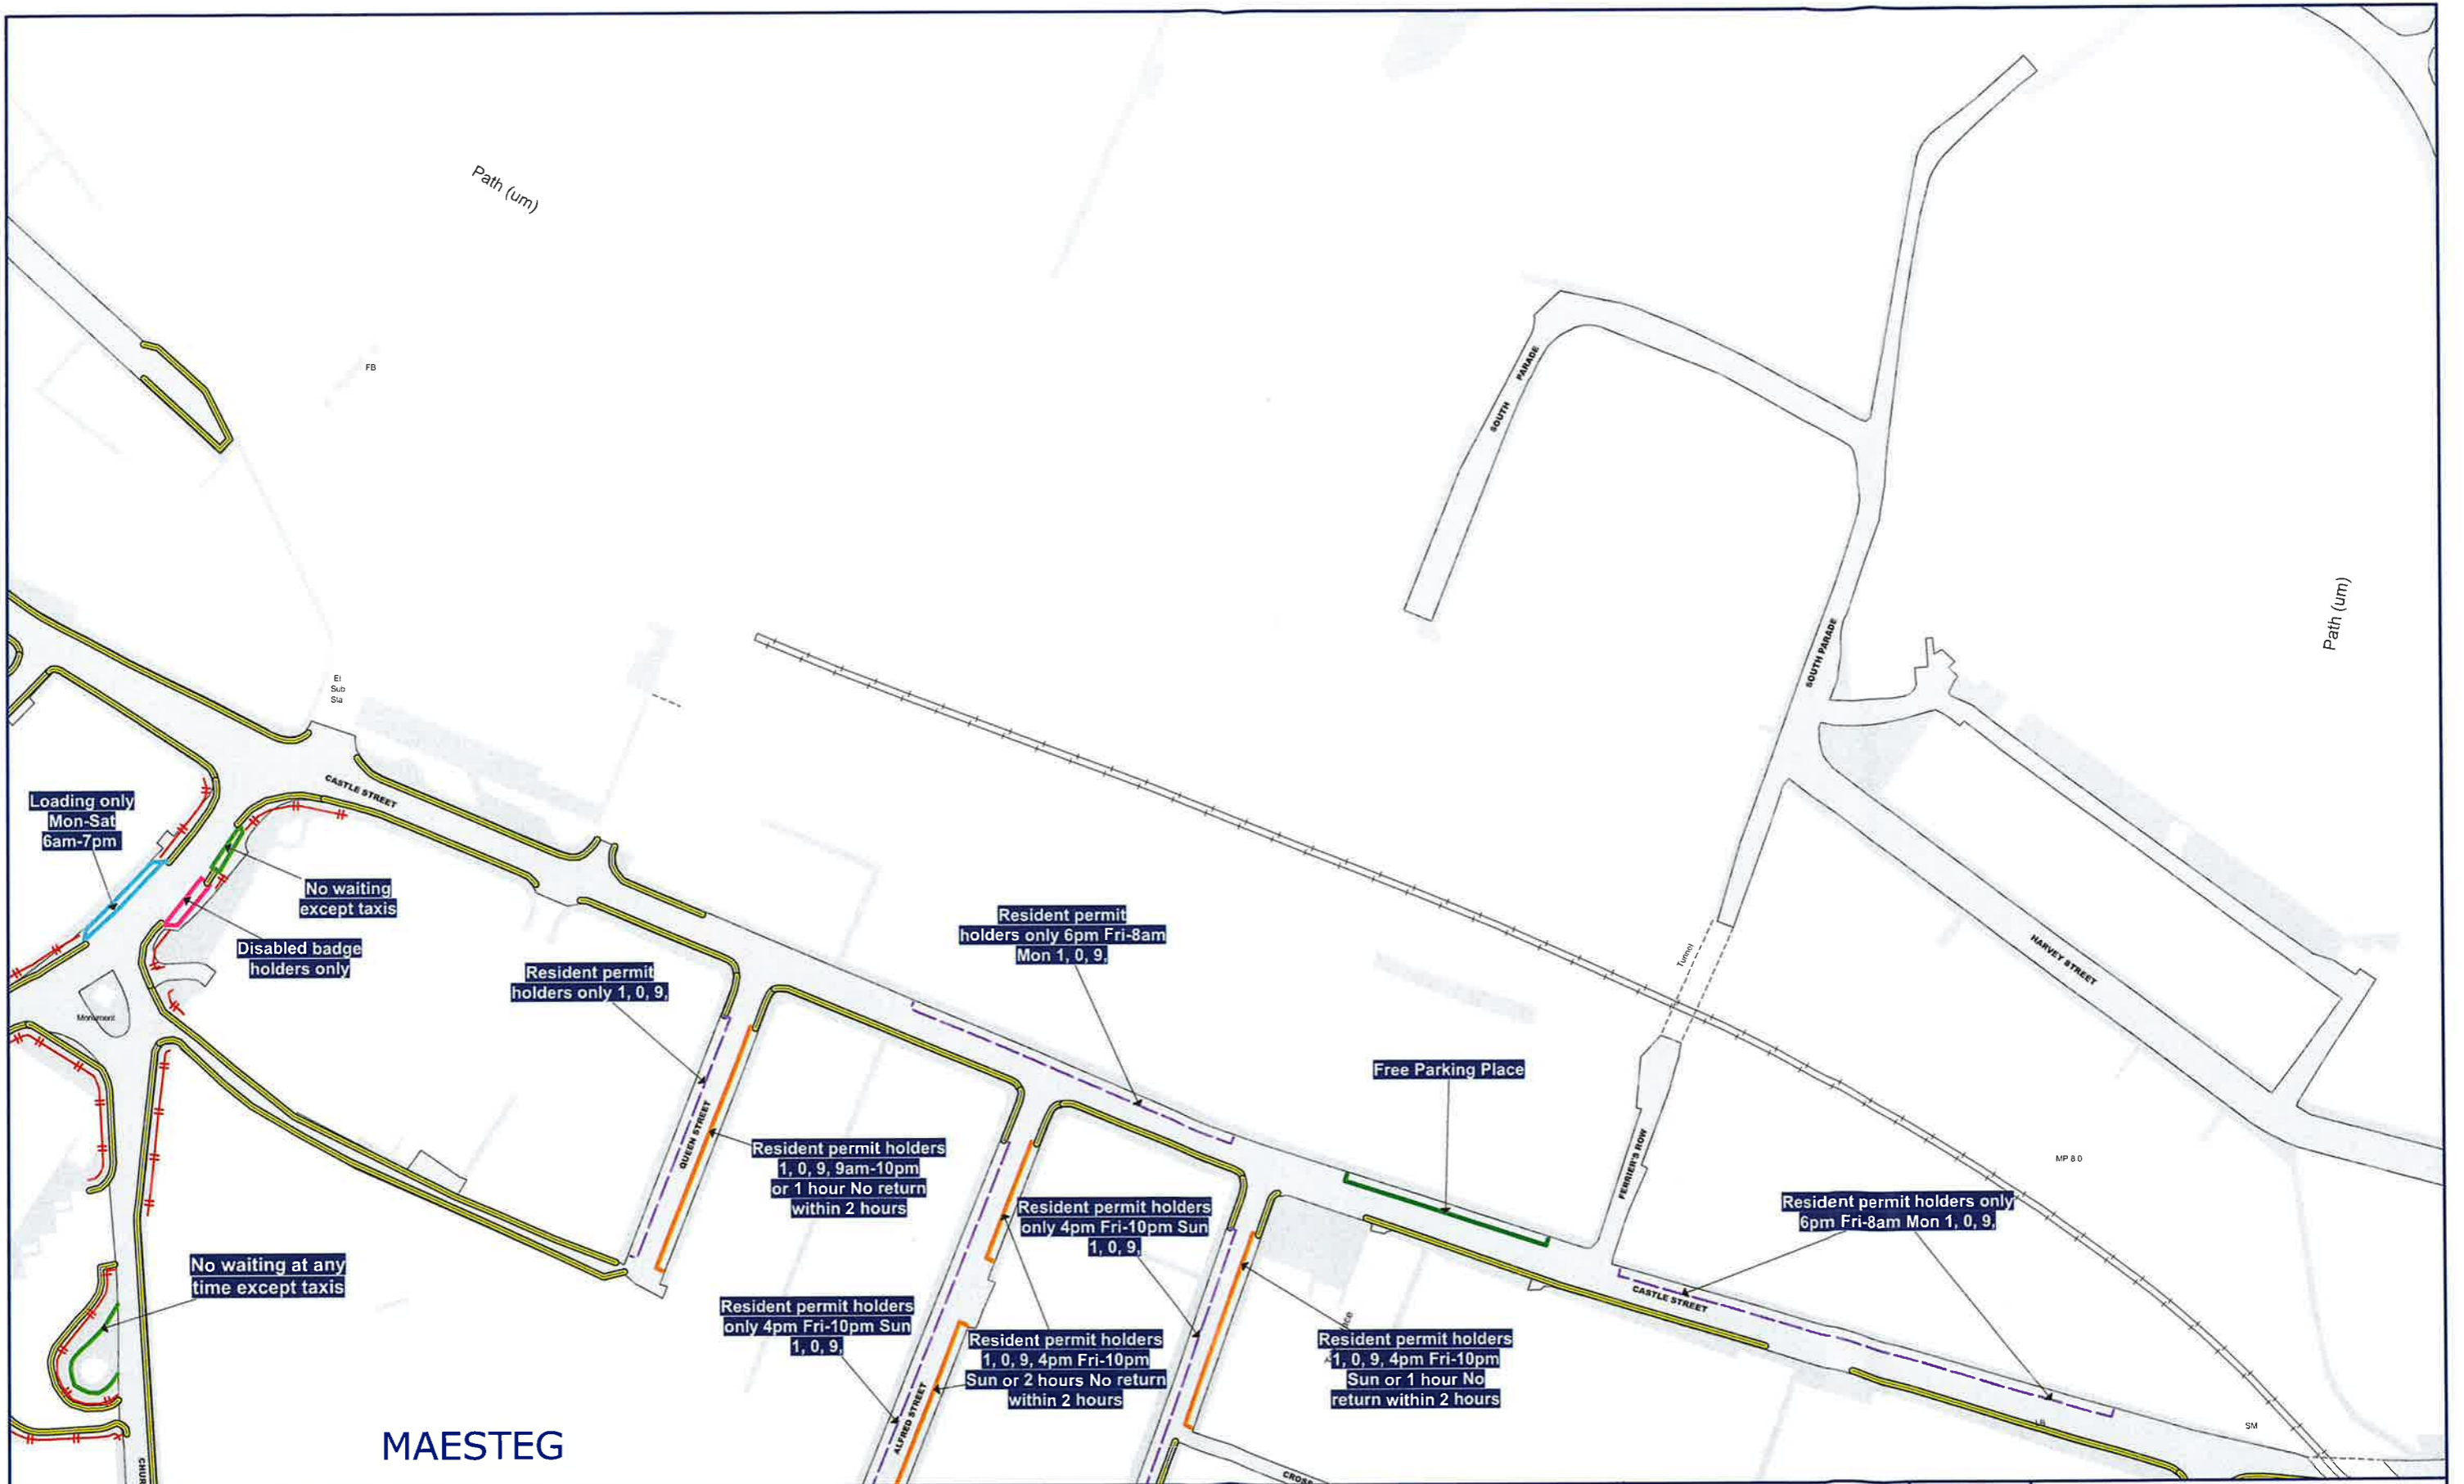 Path (um)
FB
Path (um)
SOUTH PARADE
SOUTH PARADE
El
Sub
Sta
CASTLE STREET
Loading only
Mon-Sat
6am-7pm
No waiting
except taxis
Disabled badge
holders only
Monument
Resident permit
holders only 1, 0, 9,
Resident permit
holders only 6pm Fri-8am
Mon 1, 0, 9,
Tunnel
HARVEY STREET
Free Parking Place
QUEEN STREET
Resident permit holders
1, 0, 9, 9am-10pm
or 1 hour No return
within 2 hours
FERRIER'S ROW
MP 8 0
Resident permit holders
only 4pm Fri-10pm Sun
1, 0, 9,
Resident permit holders only
6pm Fri-8am Mon 1, 0, 9,
No waiting at any
time except taxis
CASTLE STREET
Resident permit holders
only 4pm Fri-10pm Sun
1, 0, 9,
Resident permit holders
1, 0, 9, 4pm Fri-10pm
Sun or 2 hours No return
within 2 hours
Resident permit holders
1, 0, 9, 4pm Fri-10pm
Sun or 1 hour No
return within 2 hours
ALFRED STREET
LB
SM
MAESTEG
CHUR
CROSS